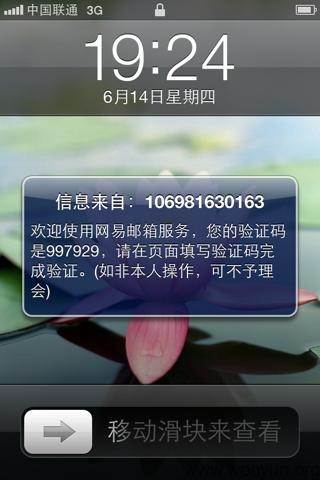 中国联通 3G
19:24
6月14日星期四
信息来自：106981630163
欢迎使用网易邮箱服务，您的验证码
是997929，请在页面填写验证码完
成验证。(如非本人操作，可不予理
会)
移动滑块来查看
www.wooyun.org